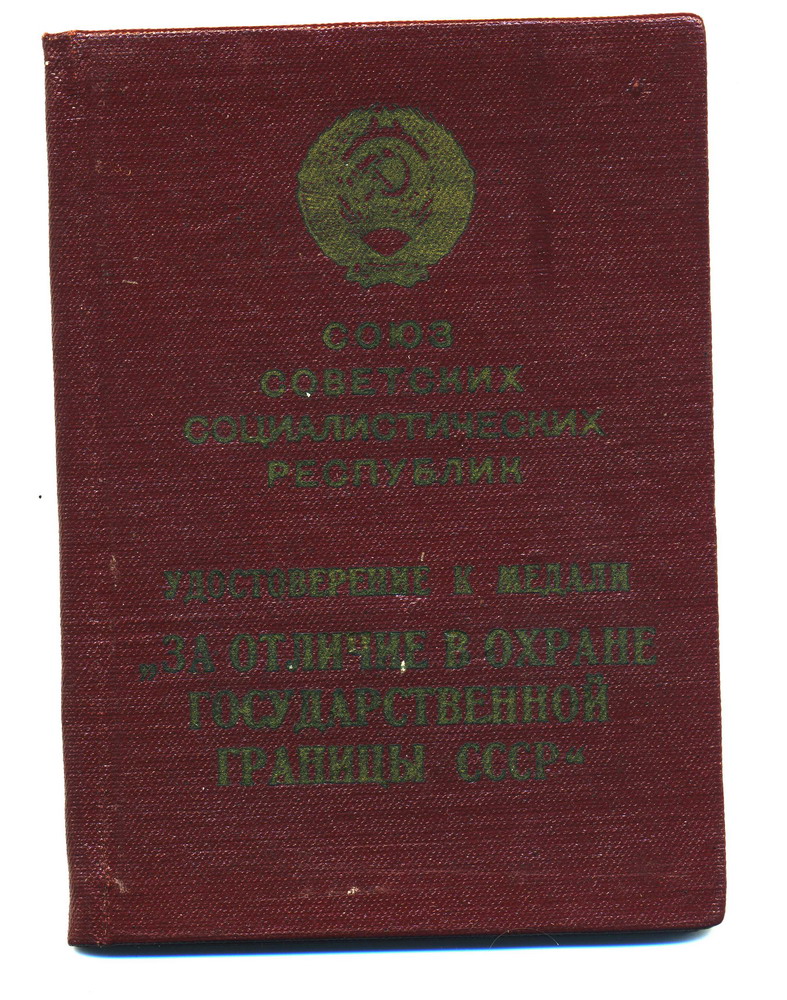 СОЮЗ
СОВЕТСКИХ
СОЦИАЛИСТИЧЕСКИХ
РЕСПУБЛИК
УДОСТОВЕРЕНИЕ К МЕДАЛИ
„ЗА ОТЛИЧИЕ В ОХРАНЕ
ГОСУДАРСТВЕННОЙ
ГРАНИЦЫ СССР“